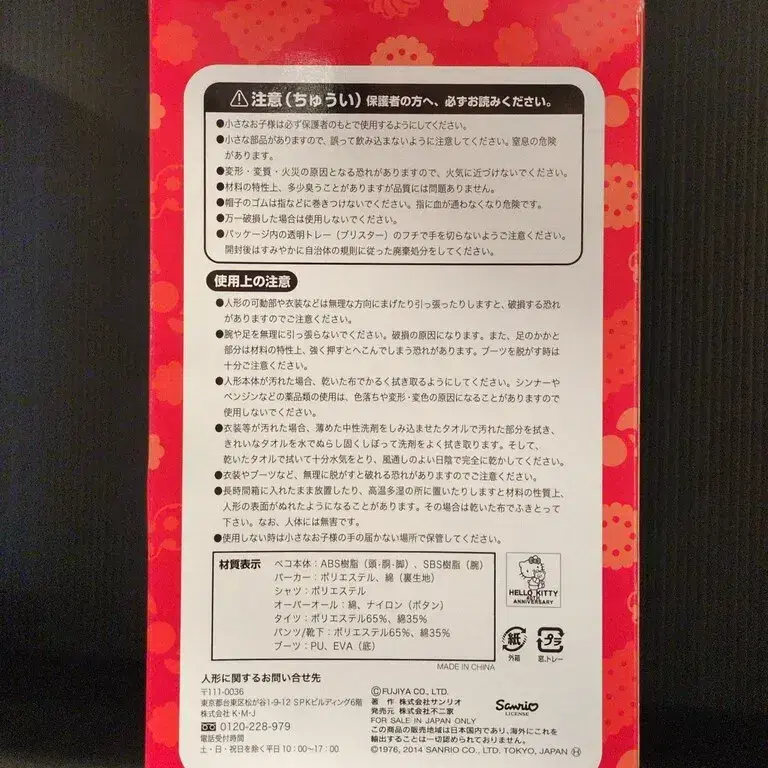 注意(ちゅうい)保護者の方へ、必ずお読みください。
●小さなお子様は必ず保護者のもとで使用するようにしてください。
●小さな部品がありますので、誤って飲み込まないように注意してください。窒息の危険
があります。
●変形・変質・火災の原因となる恐れがありますので、火気に近づけないでください。
●材料の特性上、多少臭うことがありますが品質には問題ありません。
●帽子のゴムは指などに巻きつけないでください。指に血が通わなくなり危険です。
●万一破損した場合は使用しないでください。
●パッケージ内の透明トレー(ブリスター)のフチで手を切らないようご注意ください。
開封後はすみやかに自治体の規則に従った廃棄処分をしてください。
使用上の注意
●人形の可動部や衣装などは無理な方向にまげたり引っ張ったりしますと、破損する恐れ
がありますのでご注意ください。
●腕や足を無理に引っ張らないでください。破損の原因になります。また、足のかかと
部分は材料の特性上、強く押すとへこんでしまう恐れがあります。ブーツを脱がす時は
十分ご注意ください。
●人形本体が汚れた場合、乾いた布でかるく拭き取るようにしてください。シンナーや
ベンジンなどの薬品類の使用は、色落ちや変形・変色の原因になることがありますので
使用しないでください。
●衣装等が汚れた場合、薄めた中性洗剤をしみ込ませたタオルで汚れた部分を拭き、
きれいなタオルを水でぬらし固くしぼって洗剤をよく拭き取ります。そして、
乾いたタオルで拭いて十分水気をとり、風通しのよい日陰で完全に乾かしてください。
●衣装やブーツなど、無理に脱がすと破れる恐れがありますのでご注意ください。
●長時間箱に入れたまま放置したり、高温多湿の所に置いたりしますと材料の性質上、
人形の表面がぬれたようになることがあります。その場合は乾いた布でふきとって
下さい。なお、人体には無害です。
●使用しない時は小さなお子様の手の届かない場所で保管してください。
材質表示
ペコ本体:ABS樹脂(頭・胴・脚)、SBS樹脂(腕)
パーカー:ポリエステル、綿(裏生地)
シャツ:ポリエステル
オーバーオール:綿、ナイロン(ボタン)
タイツ:ポリエステル65%、綿35%
パンツ/靴下:ポリエステル65%、綿35%
ブーツ:PU、EVA(底)
HELLO KITTY
40TH
ANNIVERSARY
紙
外箱
プラ
窓.トレー
MADE IN CHINA
人形に関するお問い合せ先
〒111-0036
東京都台東区松が谷1-9-12 SPKビルディング6階
株式会社K・M・J
0120-228-979
電話受付時間
土・日・祝日を除く平日10:00〜17:00
©FUJIYA CO., LTD.
著 作 株式会社サンリオ
発売元 株式会社不二家
FOR SALE IN JAPAN ONLY
この商品の販売地域は日本国内であり、海外にこれを
輸出することは一切認められておりません。
©1976, 2014 SANRIO CO., LTD. TOKYO, JAPAN Ⓗ
Sanrio
LICENSE